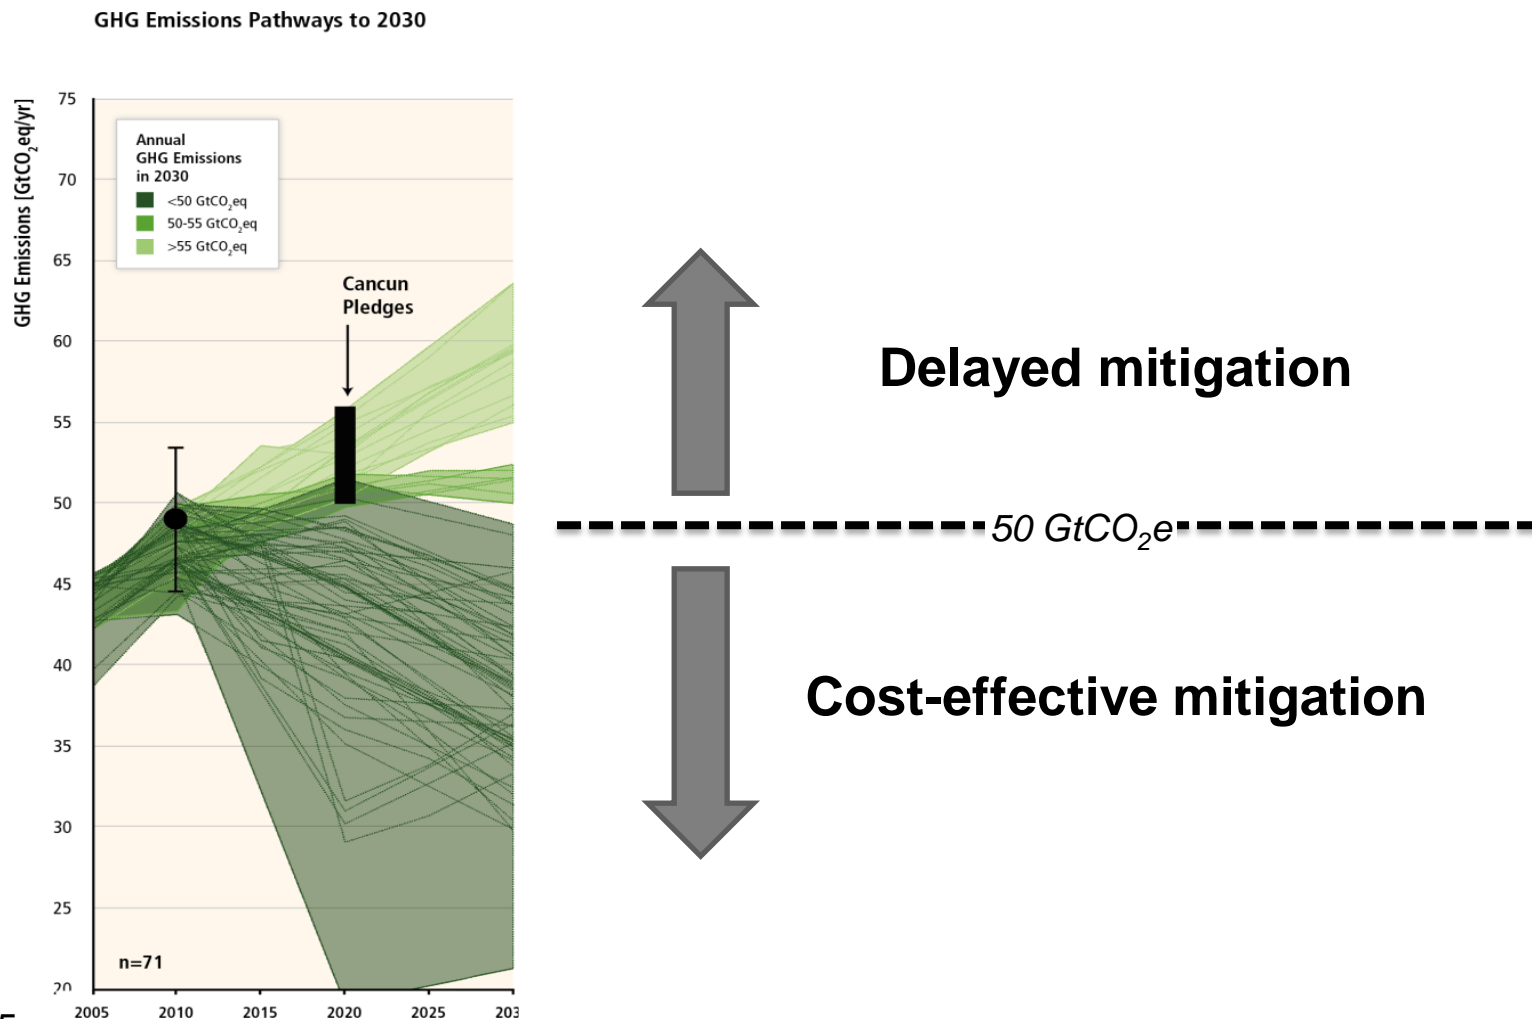 GHG Emissions Pathways to 2030
GHG Emissions [GtCO₂eq/yr]
75
70
65
60
55
50
45
40
35
30
25
20
Annual
GHG Emissions
in 2030
<50 GtCO₂eq
50-55 GtCO₂eq
>55 GtCO₂eq
Cancun
Pledges
n=71
2005 2010 2015 2020 2025
Delayed mitigation
50 GtCO₂e
Cost-effective mitigation